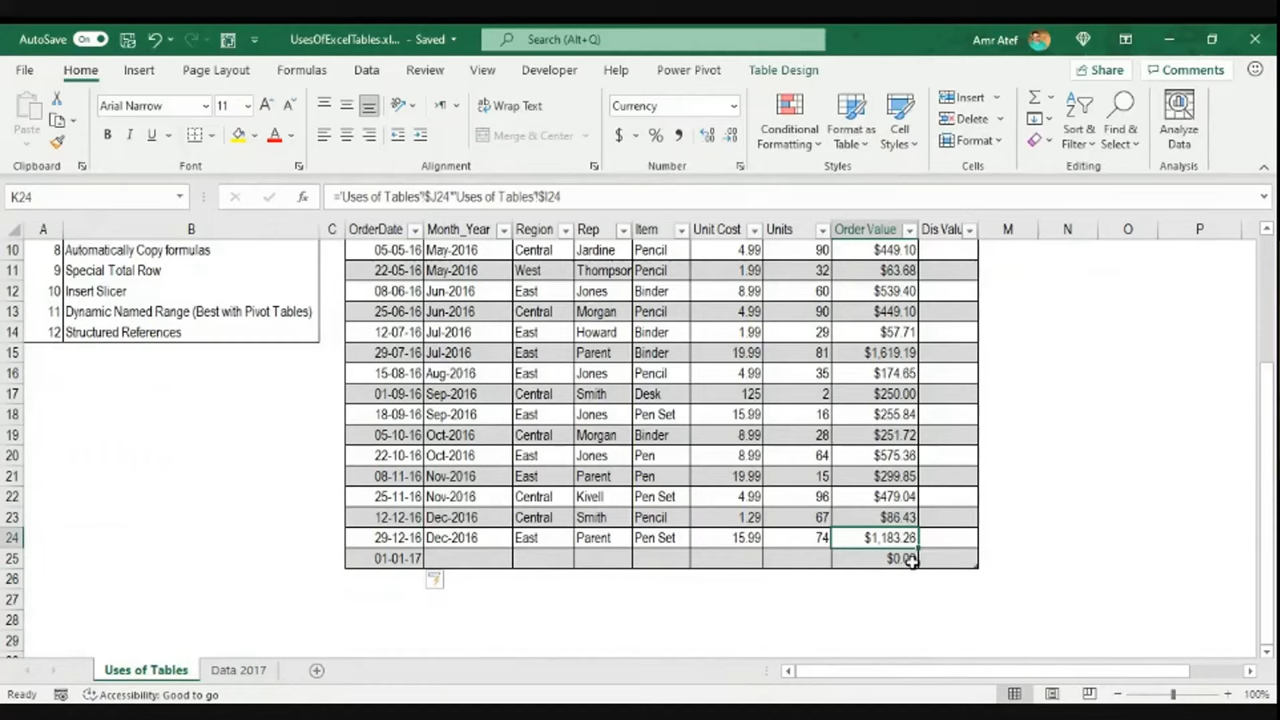 AutoSave On UsesOfExcelTables.xl... - Saved Search (Alt+Q) Amr Atef
File Home Insert Page Layout Formulas Data Review View Developer Help Power Pivot Table Design Share Comments
Paste
Clipboard
Arial Narrow 11
B I U
Font
Wrap Text
Merge & Center
Alignment
Currency
$ %
Number
Conditional Formatting
Format as Table
Cell Styles
Styles
Insert
Delete
Format
Cells
Sort & Filter
Find & Select
Editing
Analyze Data
Analysis
K24 fx ='Uses of Tables'!$J24*'Uses of Tables'!$I24
A B C OrderDate Month_Year Region Rep Item Unit Cost Units Order Value Dis Valu M N O P
10 8 Automatically Copy formulas 05-05-16 May-2016 Central Jardine Pencil 4.99 90 $449.10
11 9 Special Total Row 22-05-16 May-2016 West Thompson Pencil 1.99 32 $63.68
12 10 Insert Slicer 08-06-16 Jun-2016 East Jones Binder 8.99 60 $539.40
13 11 Dynamic Named Range (Best with Pivot Tables) 25-06-16 Jun-2016 Central Morgan Pencil 4.99 90 $449.10
14 12 Structured References 12-07-16 Jul-2016 East Howard Binder 1.99 29 $57.71
15 29-07-16 Jul-2016 East Parent Binder 19.99 81 $1,619.19
16 15-08-16 Aug-2016 East Jones Pencil 4.99 35 $174.65
17 01-09-16 Sep-2016 Central Smith Desk 125 2 $250.00
18 18-09-16 Sep-2016 East Jones Pen Set 15.99 16 $255.84
19 05-10-16 Oct-2016 Central Morgan Binder 8.99 28 $251.72
20 22-10-16 Oct-2016 East Jones Pen 8.99 64 $575.36
21 08-11-16 Nov-2016 East Parent Pen 19.99 15 $299.85
22 25-11-16 Nov-2016 Central Kivell Pen Set 4.99 96 $479.04
23 12-12-16 Dec-2016 Central Smith Pencil 1.29 67 $86.43
24 29-12-16 Dec-2016 East Parent Pen Set 15.99 74 $1,183.26
25 01-01-17
26
27
28
29
Uses of Tables Data 2017
Ready Accessibility: Good to go 100%